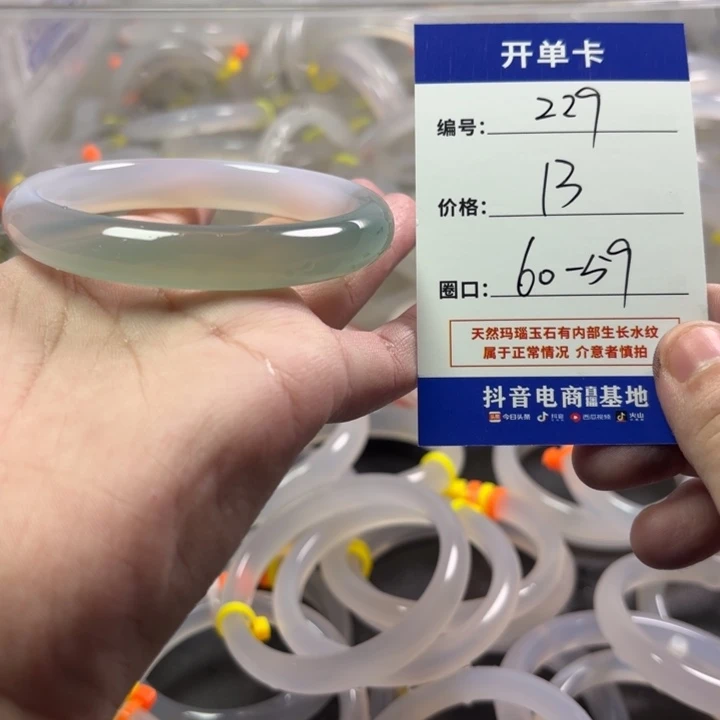 开单卡
编号: 229
价格: 13
圈口: 60-59
天然玛瑙玉石有内部生长水纹
属于正常情况 介意者慎拍
抖音电商直播基地
今日头条 抖音 西瓜视频 火山